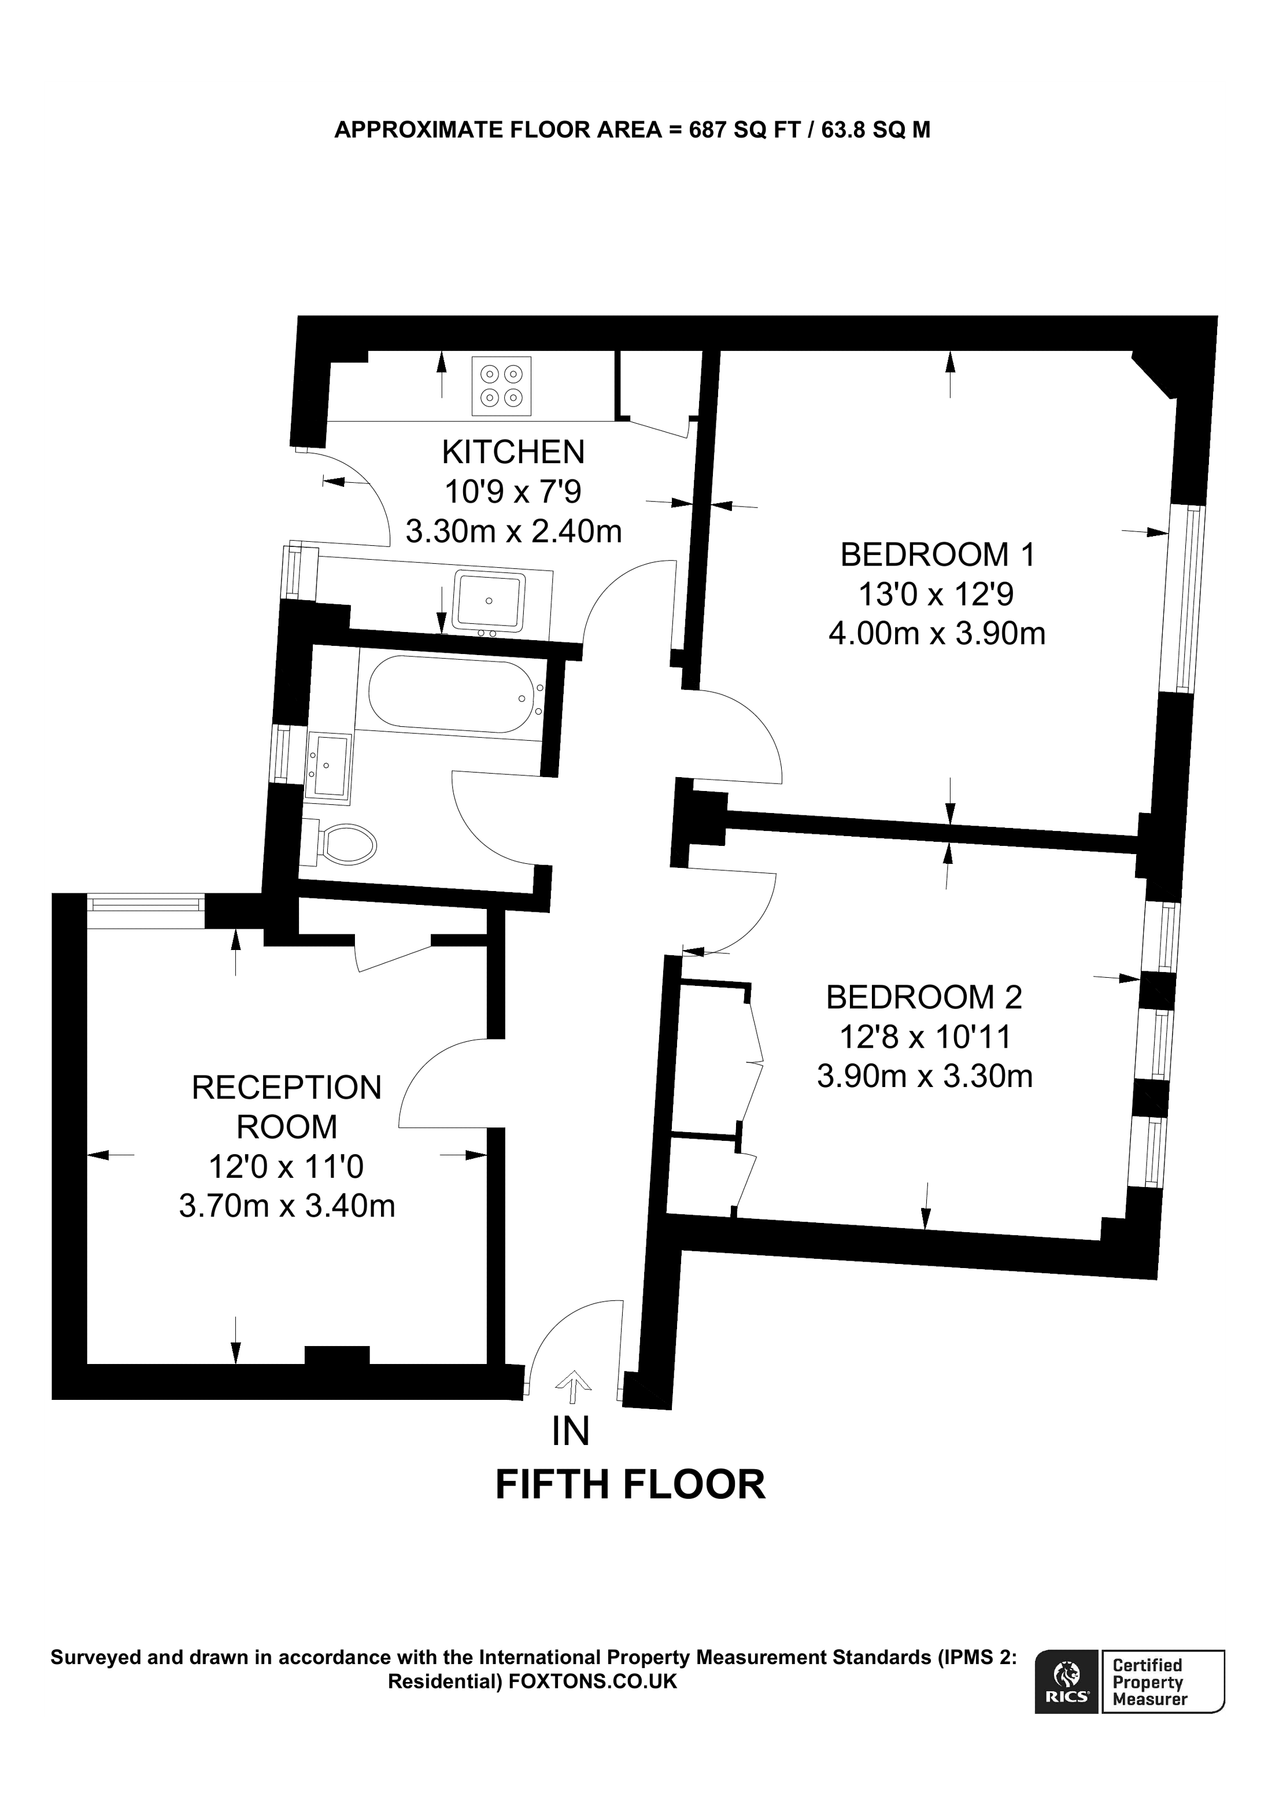 APPROXIMATE FLOOR AREA = 687 SQ FT / 63.8 SQ M
KITCHEN
10'9 x 7'9
3.30m x 2.40m
BEDROOM 1
13'0 x 12'9
4.00m x 3.90m
BEDROOM 2
12'8 x 10'11
3.90m x 3.30m
RECEPTION
ROOM
12'0 x 11'0
3.70m x 3.40m
IN
FIFTH FLOOR
Surveyed and drawn in accordance with the International Property Measurement Standards (IPMS 2:
Residential) FOXTONS.CO.UK
RICS
Certified
Property
Measurer